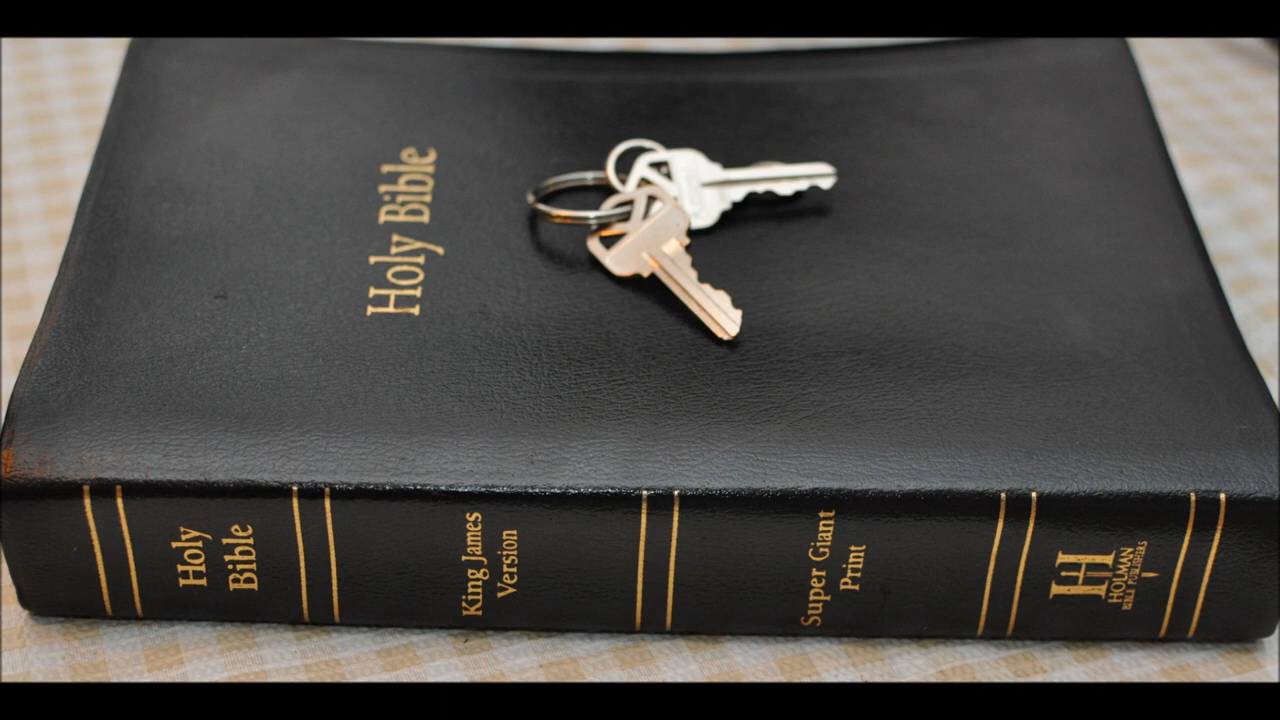 Holy Bible
Holy
Bible
King James
Version
Super Giant
Print
HOLMAN
BIBLE PUBLISHERS